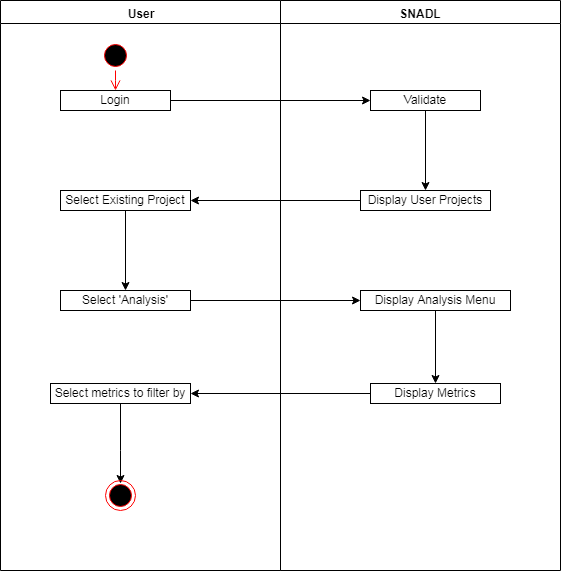 User
SNADL
Login
Validate
Select Existing Project
Display User Projects
Select 'Analysis'
Display Analysis Menu
Select metrics to filter by
Display Metrics